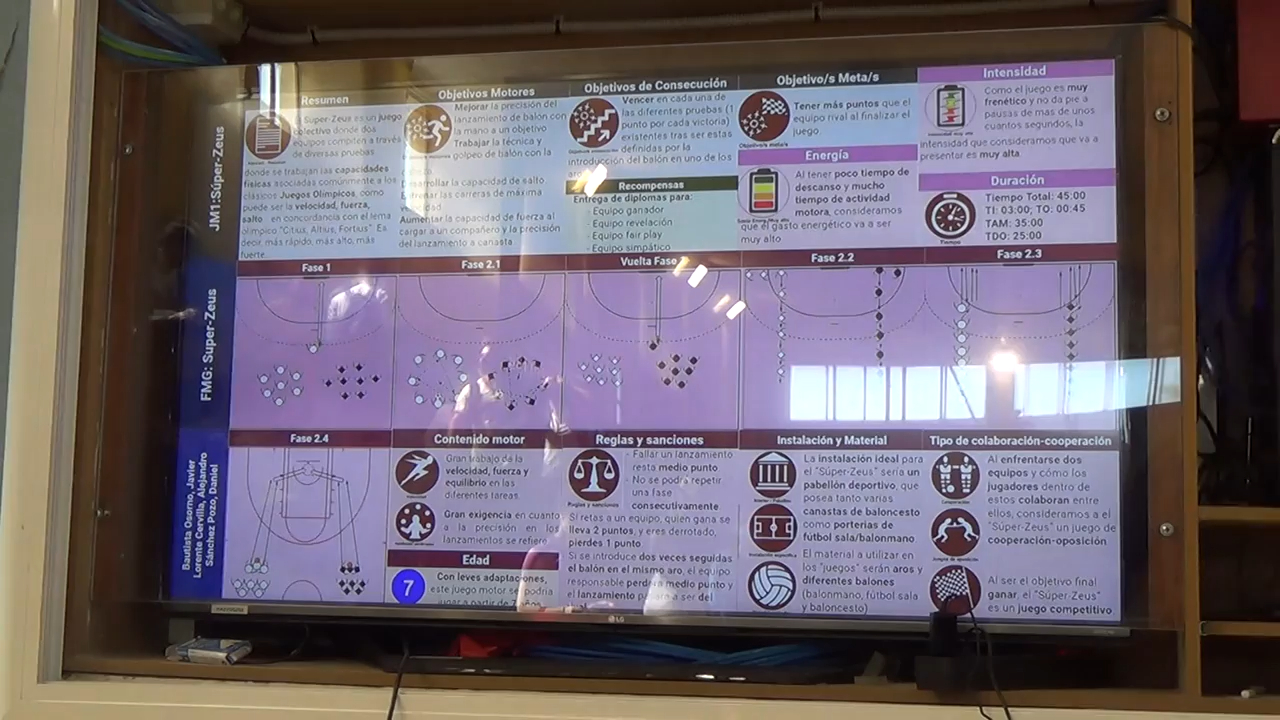 JM1:Súper-Zeus
FMG: Super-Zeus
Bautista Osorno, Javier
Lorente Cervilla, Alejandro
Sánchez Pozo, Daniel
Resumen
El Súper-Zeus es un juego
colectivo donde dos
equipos compiten a través
de diversas pruebas
donde se trabajan las capacidades
físicas asociadas comúnmente a los
clásicos Juegos Olímpicos, como
puede ser la velocidad, fuerza,
salto en concordancia con el lema
olímpico "Citius, Altius, Fortius". Es
decir, más rápido, más alto, más
fuerte.
Objetivos Motores
Mejorar la precisión del
lanzamiento de balón con
la mano a un objetivo
Trabajar la técnica y
golpeo de balón con la
Desarrollar la capacidad de salto
Entrenar las carreras de máxima
velocidad
Aumentar la capacidad de fuerza al
cargar a un compañero y la precisión
del lanzamiento a canasta
Objetivos de Consecución
Vencer en cada una de
las diferentes pruebas (1
punto por cada victoria)
existentes tras ser estas
definidas por la
introducción del balón en uno de los
Recompensas
Entrega de diplomas para:
- Equipo ganador
- Equipo revelación
- Equipo fair play
- Equipo simpático
Objetivo/s Meta/s
Tener más puntos que el
equipo rival al finalizar el
juego.
Energía
Al tener poco tiempo de
descanso y mucho
tiempo de actividad
motora, consideramos
que el gasto energético va a ser
muy alto
Intensidad
Como el juego es muy
frenético y no da pie a
pausas de mas de unos
cuantos segundos, la
intensidad que consideramos que va a
presentar es muy alta
Duración
Tiempo
Tiempo Total: 45:00
TI: 03:00; TO: 00:45
TAM: 35:00
TDO: 25:00
Fase 1
Fase 2.1
Vuelta Fase
Fase 2.2
Fase 2.3
Fase 2.4
Contenido motor
Gran trabajo de la
velocidad, fuerza y
equilibrio en las
diferentes tareas.
Gran exigencia en cuanto
a la precisión en los
lanzamientos se refiere
Edad
7
Con leves adaptaciones,
este juego motor se podría
jugar a partir de 7 años
Reglas y sanciones
Reglas y sanciones
- Fallar un lanzamiento
resta medio punto
- No se podrá repetir
una fase
consecutivamente
Si retas a un equipo, quien gana se
lleva 2 puntos, y eres derrotado,
pierdes 1 punto
Si se introduce dos veces seguidas
el balón en el mismo aro, el equipo
responsable perderá medio punto y
el lanzamiento a ser del
Instalación y Material
La instalación ideal para
el "Súper-Zeus" sería un
pabellón deportivo, que
posea tanto varias
canastas de baloncesto
como porterias de
fútbol sala/balonmano
El material a utilizar en
los "juegos" serán aros y
diferentes balones
(balonmano, fútbol sala
y baloncesto)
Tipo de colaboración-cooperación
Cooperación
Al enfrentarse dos
equipos y cómo los
jugadores dentro de
estos colaboran entre
ellos, consideramos a el
"Súper-Zeus" un juego de
cooperación-oposición
Al ser el objetivo final
ganar, el "Súper-Zeus"
es un juego competitivo
LG